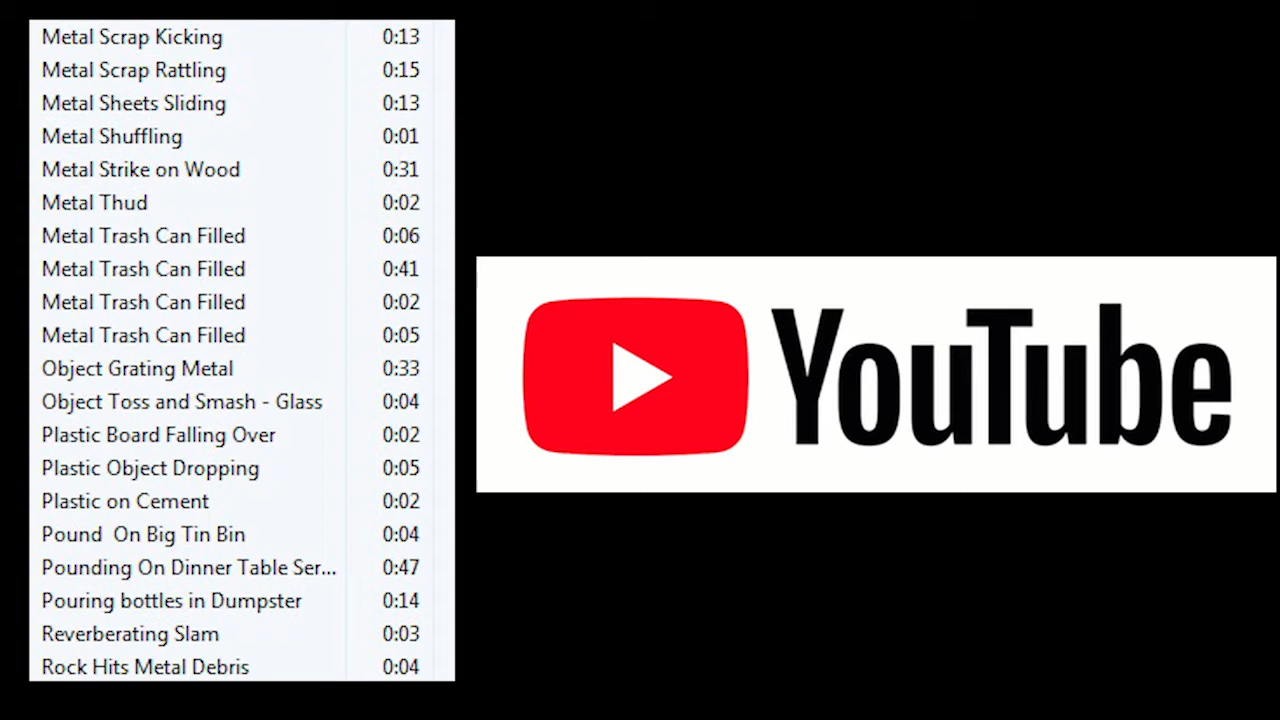 Metal Scrap Kicking 0:13
Metal Scrap Rattling 0:15
Metal Sheets Sliding 0:13
Metal Shuffling 0:01
Metal Strike on Wood 0:31
Metal Thud 0:02
Metal Trash Can Filled 0:06
Metal Trash Can Filled 0:41
Metal Trash Can Filled 0:02
Metal Trash Can Filled 0:05
Object Grating Metal 0:33
Object Toss and Smash - Glass 0:04
Plastic Board Falling Over 0:02
Plastic Object Dropping 0:05
Plastic on Cement 0:02
Pound  On Big Tin Bin 0:04
Pounding On Dinner Table Ser... 0:47
Pouring bottles in Dumpster 0:14
Reverberating Slam 0:03
Rock Hits Metal Debris 0:04
YouTube